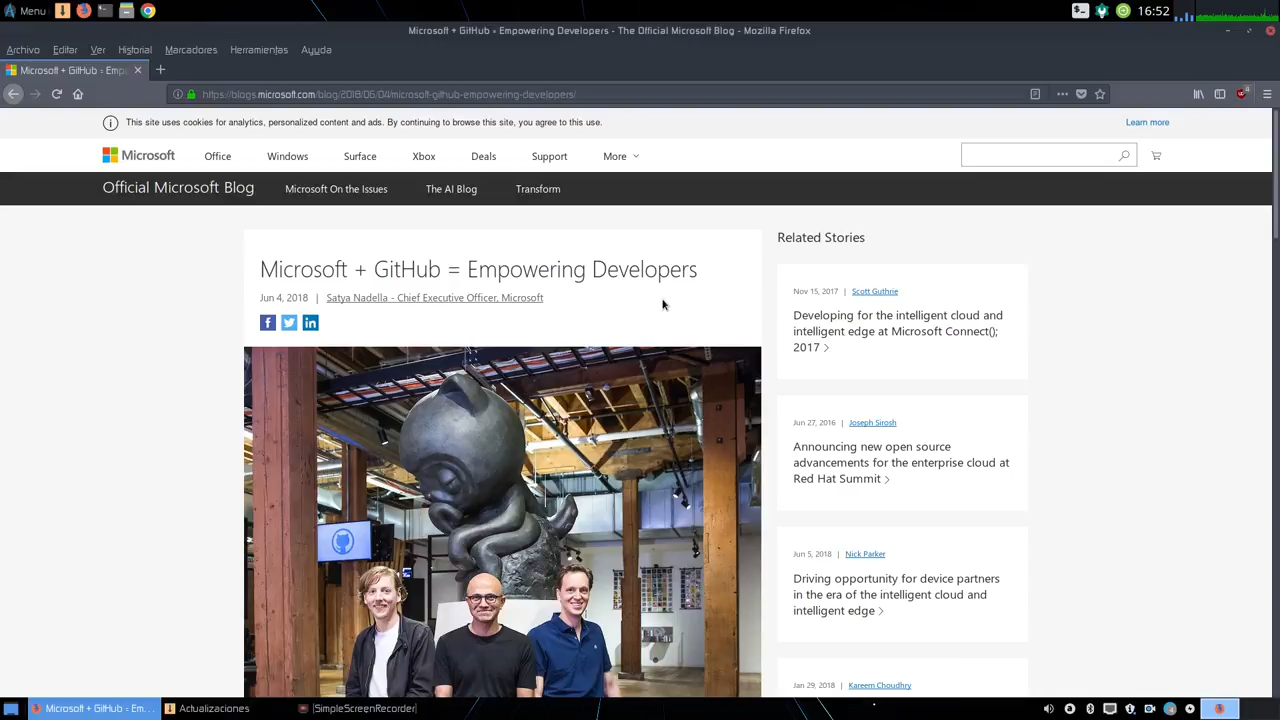 Menu
16:52
Microsoft + GitHub = Empowering Developers - The Official Microsoft Blog - Mozilla Firefox
Archivo Editar Ver Historial Marcadores Herramientas Ayuda
Microsoft + GitHub = Empa
https://blogs.microsoft.com/blog/2018/06/04/microsoft-github-empowering-developers/
This site uses cookies for analytics, personalized content and ads. By continuing to browse this site, you agree to this use.
Learn more
Microsoft Office Windows Surface Xbox Deals Support More
Official Microsoft Blog Microsoft On the Issues The AI Blog Transform
Microsoft + GitHub = Empowering Developers
Jun 4, 2018 | Satya Nadella - Chief Executive Officer, Microsoft
Related Stories
Nov 15, 2017 | Scott Guthrie
Developing for the intelligent cloud and
intelligent edge at Microsoft Connect();
2017
Jun 27, 2016 | Joseph Sirosh
Announcing new open source
advancements for the enterprise cloud at
Red Hat Summit
Jun 5, 2018 | Nick Parker
Driving opportunity for device partners
in the era of the intelligent cloud and
intelligent edge
Jan 29, 2018 | Kareem Choudhry
Microsoft + GitHub = Em... Actualizaciones [SimpleScreenRecorder]